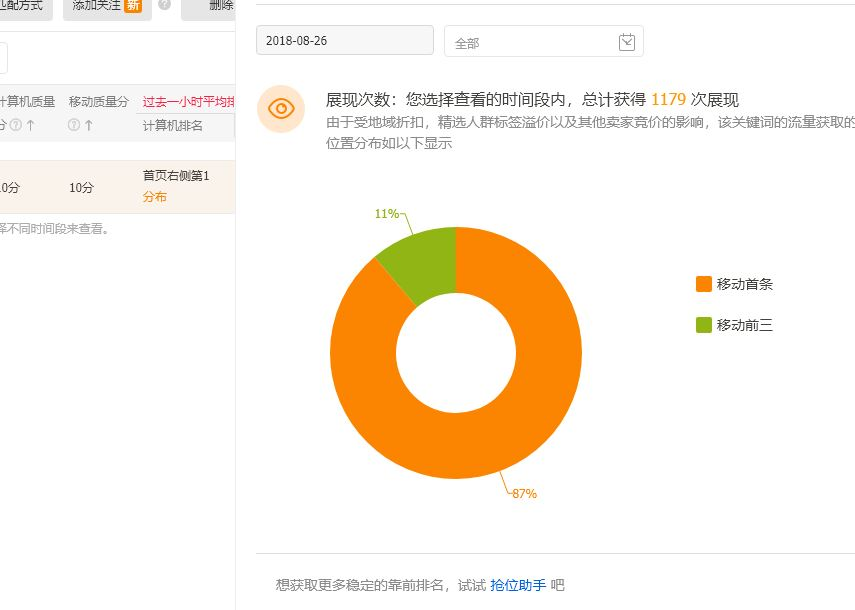 匹配方式
添加关注 新
?
删除
计算机质量
分 ? ↑
移动质量分
? ↑
过去一小时平均排
计算机排名
10分
10分
首页右侧第1
分布
择不同时间段来查看。
2018-08-26
全部
展现次数：您选择查看的时间段内，总计获得 1179 次展现
由于受地域折扣，精选人群标签溢价以及其他卖家竞价的影响，该关键词的流量获取的
位置分布如以下显示
11%
87%
移动首条
移动前三
想获取更多稳定的靠前排名，试试 抢位助手 吧